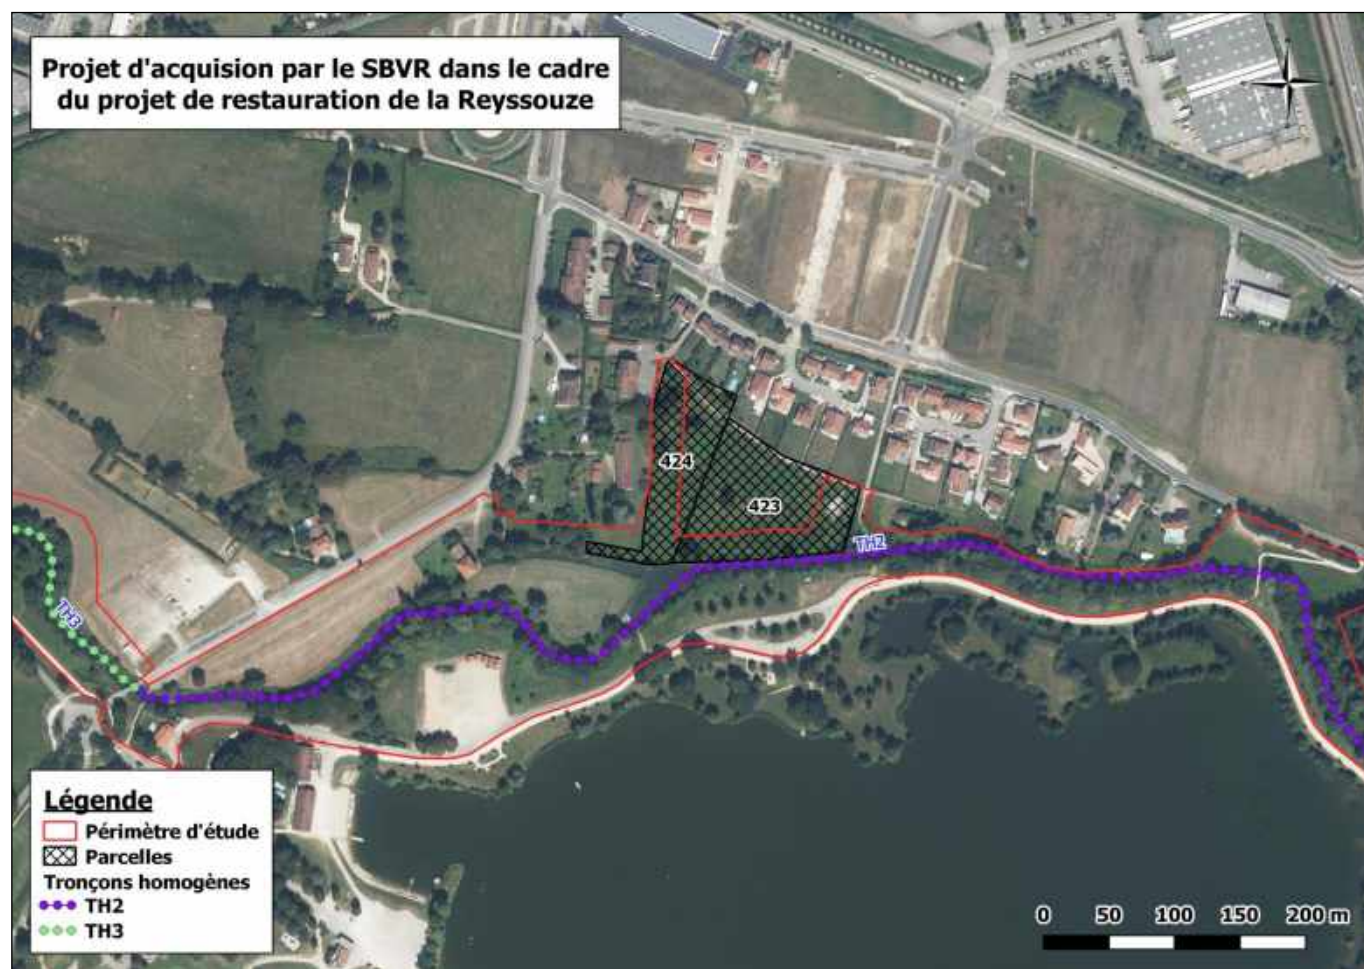 Projet d'acquision par le SBVR dans le cadre
du projet de restauration de la Reyssouze
424
423
TH2
TH3
Légende
Périmètre d'étude
Parcelles
Tronçons homogènes
TH2
TH3
0 50 100 150 200 m